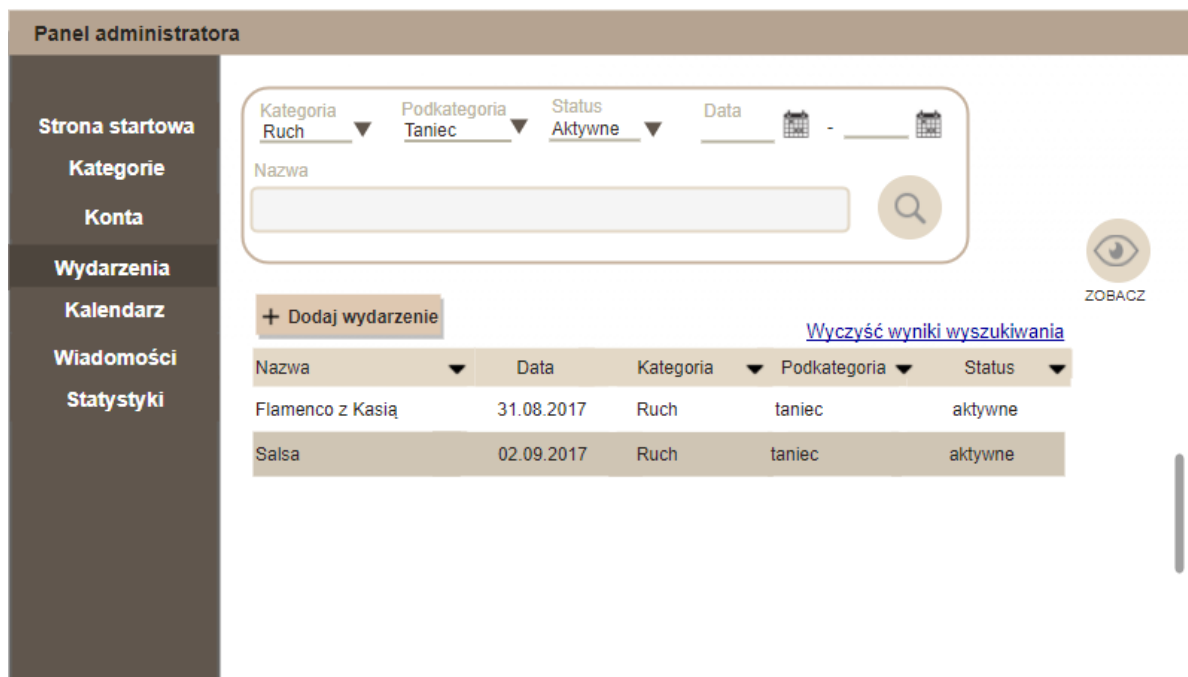 Panel administratora
Strona startowa
Kategorie
Konta
Wydarzenia
Kalendarz
Wiadomości
Statystyki
Kategoria Podkategoria Status Data
Ruch Taniec Aktywne -
Nazwa
ZOBACZ
+ Dodaj wydarzenie
Wyczyść wyniki wyszukiwania
Nazwa Data Kategoria Podkategoria Status
Flamenco z Kasią 31.08.2017 Ruch taniec aktywne
Salsa 02.09.2017 Ruch taniec aktywne